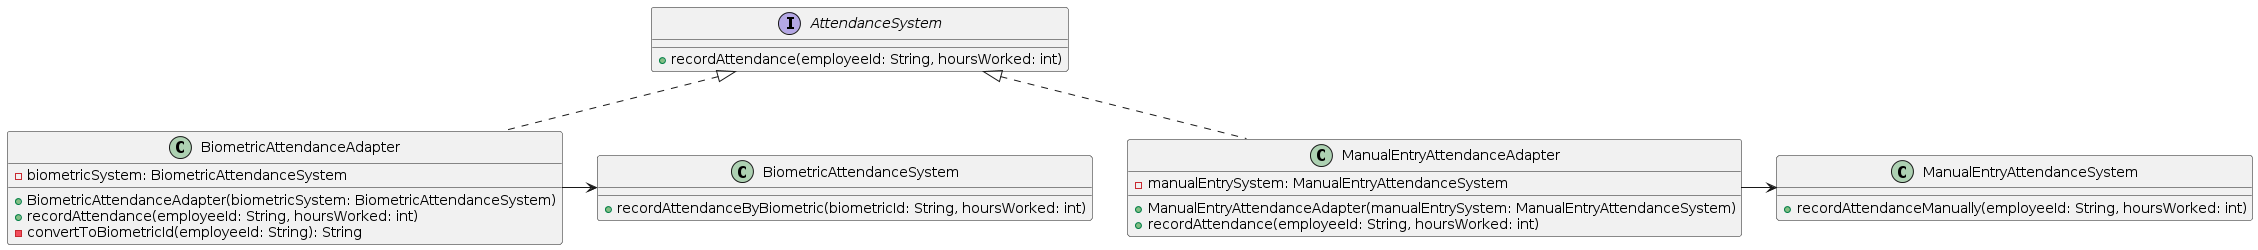 I AttendanceSystem
recordAttendance(employeeId: String, hoursWorked: int)
C BiometricAttendanceAdapter
biometricSystem: BiometricAttendanceSystem
BiometricAttendanceAdapter(biometricSystem: BiometricAttendanceSystem)
recordAttendance(employeeId: String, hoursWorked: int)
convertToBiometricId(employeeId: String): String
C BiometricAttendanceSystem
recordAttendanceByBiometric(biometricId: String, hoursWorked: int)
C ManualEntryAttendanceAdapter
manualEntrySystem: ManualEntryAttendanceSystem
ManualEntryAttendanceAdapter(manualEntrySystem: ManualEntryAttendanceSystem)
recordAttendance(employeeId: String, hoursWorked: int)
C ManualEntryAttendanceSystem
recordAttendanceManually(employeeId: String, hoursWorked: int)